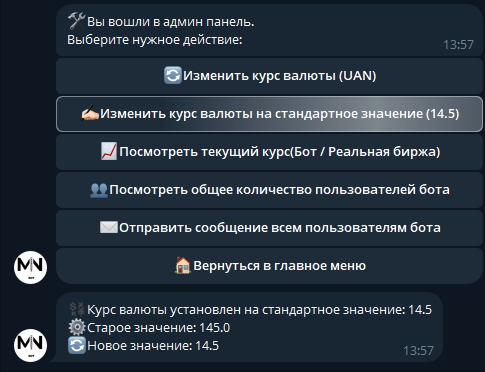 🛠Вы вошли в админ панель.
Выберите нужное действие:
13:57
🔄Изменить курс валюты (UAN)
✍🏻Изменить курс валюты на стандартное значение (14.5)
📈Посмотреть текущий курс(Бот / Реальная биржа)
👥Посмотреть общее количество пользователей бота
✉️Отправить сообщение всем пользователям бота
🏠Вернуться в главное меню
MN
💱Курс валюты установлен на стандартное значение: 14.5
⚙️Старое значение: 145.0
🔄Новое значение: 14.5
13:57
MN